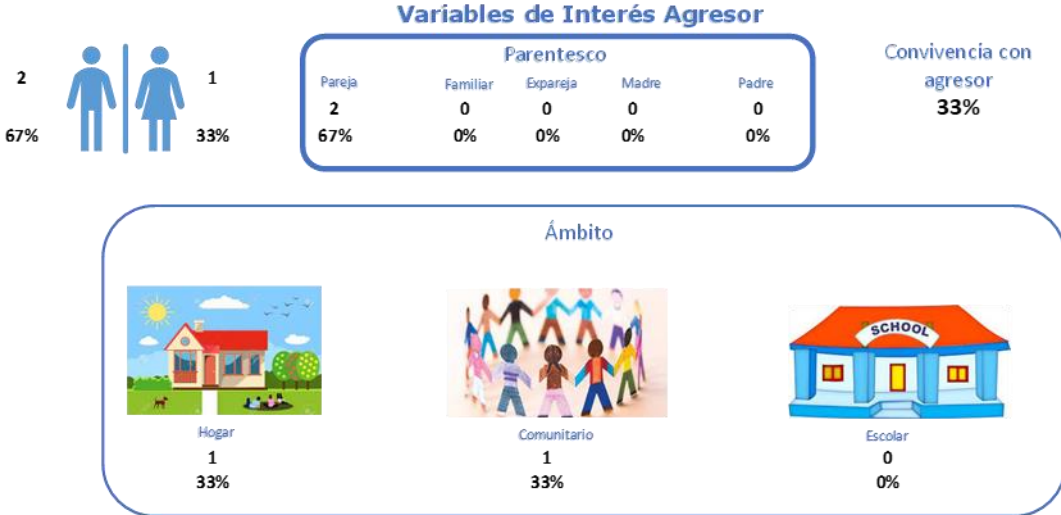 Variables de Interés Agresor
2 1
67% 33%
Parentesco
Pareja Familiar Expareja Madre Padre
2 0 0 0 0
67% 0% 0% 0% 0%
Convivencia con
agresor
33%
Ámbito
SCHOOL
Hogar Comunitario Escolar
1 1 0
33% 33% 0%